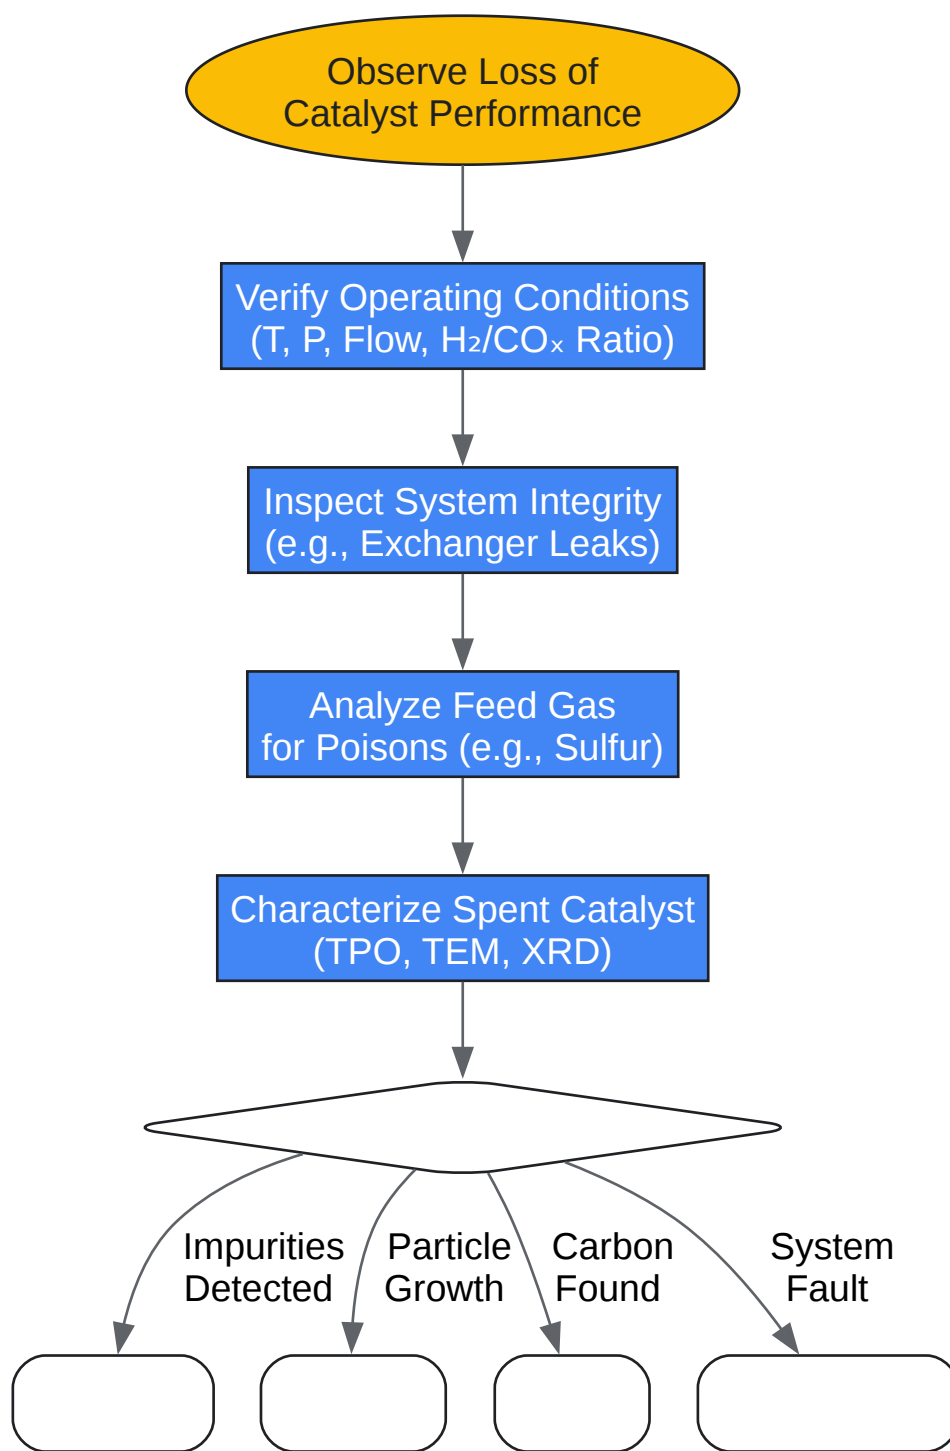 Observe Loss of
Catalyst Performance
Verify Operating Conditions
(T, P, Flow, H₂/COₓ Ratio)
Inspect System Integrity
(e.g., Exchanger Leaks)
Analyze Feed Gas
for Poisons (e.g., Sulfur)
Characterize Spent Catalyst
(TPO, TEM, XRD)
Impurities
Detected
Particle
Growth
Carbon
Found
System
Fault